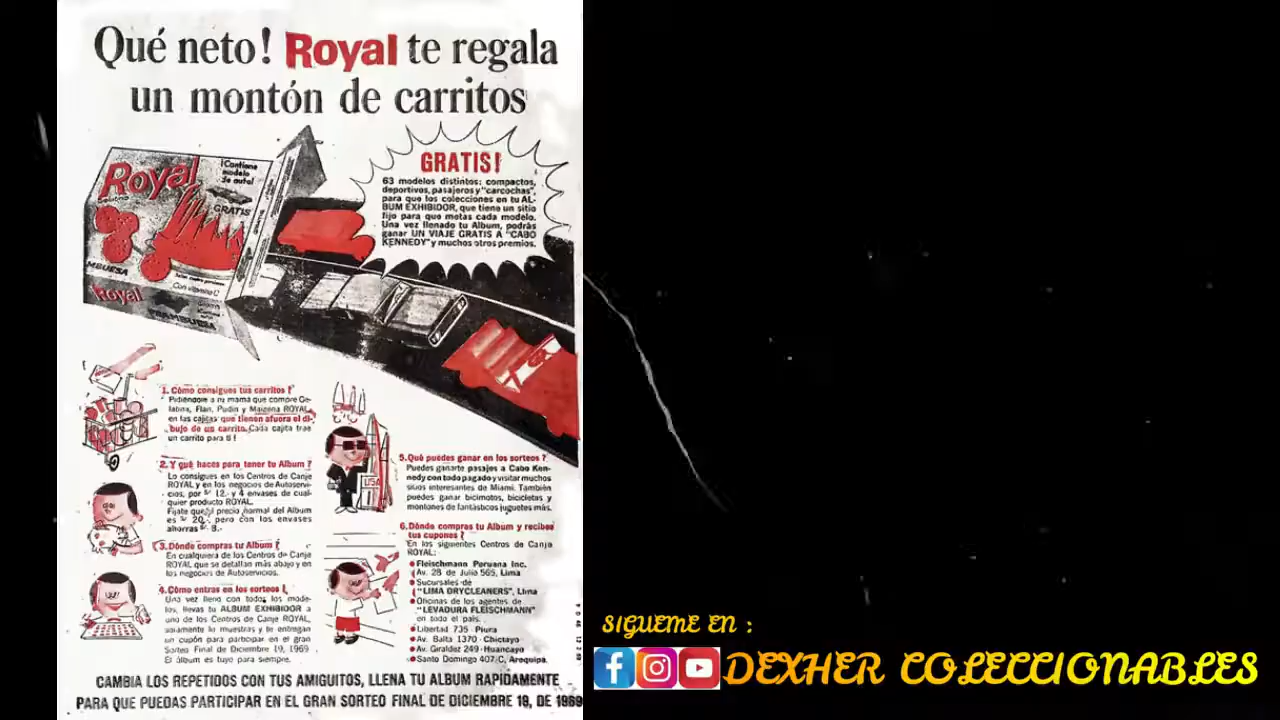 Qué neto! Royal te regala
un montón de carritos
GRATIS!
63 modelos distintos: compactos,
deportivos, pasajeros y "carcochas",
para que los colecciones en tu AL-
BUM EXHIBIDOR, que tiene un sitio
fijo para que metas cada modelo.
Una vez llenado tu Album, podrás
ganar UN VIAJE GRATIS A "CABO
KENNEDY" y muchos otros premios.
Royal
¡Contiene
modelo
de auto!
GRATIS
Con vitamina C
Royal
FRAMBUESA
1. Cómo consigues tus carritos?
Pidiéndole a tu mamá que compre Ge-
latina, Flan, Pudín y Maizena ROYAL,
en las cajitas que tienen afuera el di-
bujo de un carrito. Cada cajita trae
un carrito para ti!
2. Y qué haces para tener tu Album?
Lo consigues en los Centros de Canje
ROYAL y en los negocios de Autoservi-
cios, por S/ 12.- y 4 envases de cual-
quier producto ROYAL.
Fíjate que el precio normal del Album
es S/ 20.- pero con los envases
ahorras S/. 8.-
3. Dónde compras tu Album?
En cualquiera de los Centros de Canje
ROYAL que se detallan más abajo y en
los negocios de Autoservicios.
4. Cómo entras en los sorteos?
Una vez lleno con todos los mode-
los, llevas tu ALBUM EXHIBIDOR a
uno de los Centros de Canje ROYAL,
solamente lo muestras y te entregan
un cupón para participar en el gran
Sorteo Final de Diciembre 19, 1969
El álbum es tuyo para siempre.
USA
5. Qué puedes ganar en los sorteos?
Puedes ganarte pasajes a Cabo Ken-
nedy con todo pagado y visitar muchos
sitios interesantes de Miami. También
puedes ganar bicimotos, bicicletas y
montones de fantásticos juguetes más.
6. Dónde compras tu Album y recibes
tus cupones?
En los siguientes Centros de Canje
ROYAL:
Fleischmann Peruana Inc.
Av. 28 de Julio 565, Lima
Sucursales de
"LIMA DRYCLEANERS", Lima
Oficinas de los agentes de
"LEVADURA FLEISCHMANN"
en todo el país.
Libertad 735 - Piura
Av. Balta 1370 - Chiclayo
Av. Giraldez 249 - Huancayo
Santo Domingo 407-C, Arequipa.
CAMBIA LOS REPETIDOS CON TUS AMIGUITOS, LLENA TU ALBUM RAPIDAMENTE
PARA QUE PUEDAS PARTICIPAR EN EL GRAN SORTEO FINAL DE DICIEMBRE 19, DE 1969
SIGUEME EN :
DEXHER COLECCIONABLES